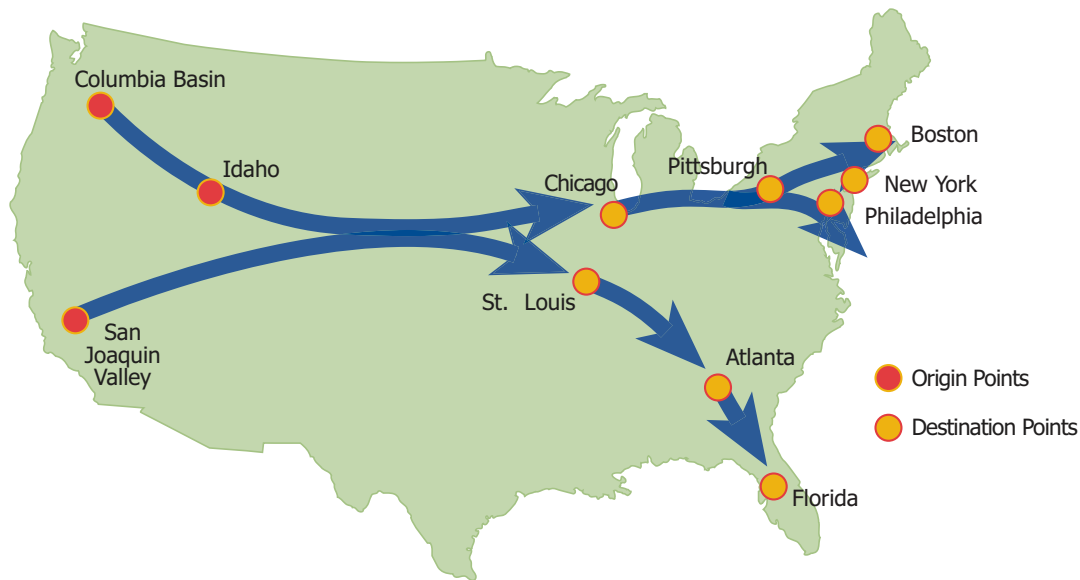 Columbia Basin
Idaho
Chicago
Pittsburgh
Boston
New York
Philadelphia
St. Louis
San
Joaquin
Valley
Atlanta
Florida
Origin Points
Destination Points